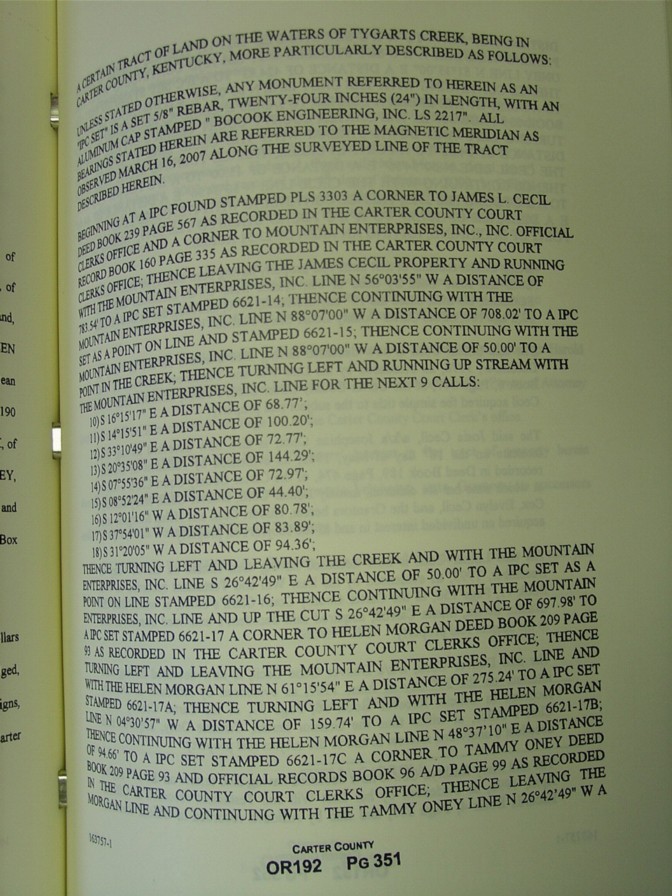 A CERTAIN TRACT OF LAND ON THE WATERS OF TYGARTS CREEK, BEING IN
CARTER COUNTY, KENTUCKY, MORE PARTICULARLY DESCRIBED AS FOLLOWS:
UNLESS STATED OTHERWISE, ANY MONUMENT REFERRED TO HEREIN AS AN
"IPC SET" IS A SET 5/8" REBAR, TWENTY-FOUR INCHES (24") IN LENGTH, WITH AN
ALUMINUM CAP STAMPED " BOCOOK ENGINEERING, INC. LS 2217". ALL
BEARINGS STATED HEREIN ARE REFERRED TO THE MAGNETIC MERIDIAN AS
OBSERVED MARCH 16, 2007 ALONG THE SURVEYED LINE OF THE TRACT
DESCRIBED HEREIN.
BEGINNING AT A IPC FOUND STAMPED PLS 3303 A CORNER TO JAMES L. CECIL
DEED BOOK 239 PAGE 567 AS RECORDED IN THE CARTER COUNTY COURT
CLERKS OFFICE AND A CORNER TO MOUNTAIN ENTERPRISES, INC., INC. OFFICIAL
RECORD BOOK 160 PAGE 335 AS RECORDED IN THE CARTER COUNTY COURT
CLERKS OFFICE; THENCE LEAVING THE JAMES CECIL PROPERTY AND RUNNING
WITH THE MOUNTAIN ENTERPRISES, INC. LINE N 56°03'55" W A DISTANCE OF
783.54' TO A IPC SET STAMPED 6621-14; THENCE CONTINUING WITH THE
MOUNTAIN ENTERPRISES, INC. LINE N 88°07'00" W A DISTANCE OF 708.02' TO A IPC
SET AS A POINT ON LINE AND STAMPED 6621-15; THENCE CONTINUING WITH THE
MOUNTAIN ENTERPRISES, INC. LINE N 88°07'00" W A DISTANCE OF 50.00' TO A
POINT IN THE CREEK; THENCE TURNING LEFT AND RUNNING UP STREAM WITH
THE MOUNTAIN ENTERPRISES, INC. LINE FOR THE NEXT 9 CALLS:
10) S 16°15'17" E A DISTANCE OF 68.77';
11) S 14°15'51" E A DISTANCE OF 100.20';
12) S 33°10'49" E A DISTANCE OF 72.77';
13) S 20°35'08" E A DISTANCE OF 144.29';
14) S 07°55'36" E A DISTANCE OF 72.97';
15) S 08°52'24" E A DISTANCE OF 44.40';
16) S 12°01'16" W A DISTANCE OF 80.78';
17) S 37°54'01" W A DISTANCE OF 83.89';
18) S 31°20'05" W A DISTANCE OF 94.36';
THENCE TURNING LEFT AND LEAVING THE CREEK AND WITH THE MOUNTAIN
ENTERPRISES, INC. LINE S 26°42'49" E A DISTANCE OF 50.00' TO A IPC SET AS A
POINT ON LINE STAMPED 6621-16; THENCE CONTINUING WITH THE MOUNTAIN
ENTERPRISES, INC. LINE AND UP THE CUT S 26°42'49" E A DISTANCE OF 697.98' TO
A IPC SET STAMPED 6621-17 A CORNER TO HELEN MORGAN DEED BOOK 209 PAGE
93 AS RECORDED IN THE CARTER COUNTY COURT CLERKS OFFICE; THENCE
TURNING LEFT AND LEAVING THE MOUNTAIN ENTERPRISES, INC. LINE AND
WITH THE HELEN MORGAN LINE N 61°15'54" E A DISTANCE OF 275.24' TO A IPC SET
STAMPED 6621-17A; THENCE TURNING LEFT AND WITH THE HELEN MORGAN
LINE N 04°30'57" W A DISTANCE OF 159.74' TO A IPC SET STAMPED 6621-17B;
THENCE CONTINUING WITH THE HELEN MORGAN LINE N 48°37'10" E A DISTANCE
OF 94.66' TO A IPC SET STAMPED 6621-17C A CORNER TO TAMMY ONEY DEED
BOOK 209 PAGE 93 AND OFFICIAL RECORDS BOOK 96 A/D PAGE 99 AS RECORDED
IN THE CARTER COUNTY COURT CLERKS OFFICE; THENCE LEAVING THE
MORGAN LINE AND CONTINUING WITH THE TAMMY ONEY LINE N 26°42'49" W A
163757-1
CARTER COUNTY
OR192 PG 351
of
of
and,
EN
ean
190
, of
EY,
and
Box
llars
ged,
igns,
arter